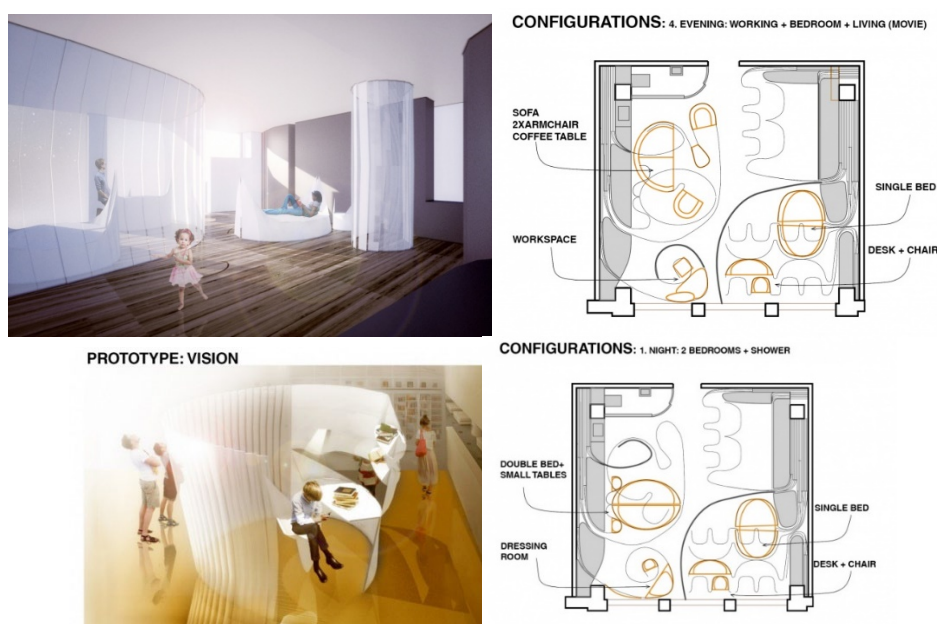 CONFIGURATIONS: 4. EVENING: WORKING + BEDROOM + LIVING (MOVIE)
SOFA
2XARMCHAIR
COFFEE TABLE
SINGLE BED
WORKSPACE
DESK + CHAIR
PROTOTYPE: VISION
CONFIGURATIONS: 1. NIGHT: 2 BEDROOMS + SHOWER
DOUBLE BED+
SMALL TABLES
SINGLE BED
DRESSING
ROOM
DESK + CHAIR